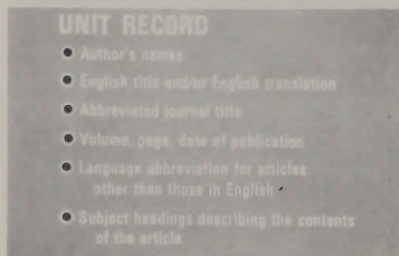 UNIT RECORD
Author's names
English title and/or English translation
Abbreviated journal title
Volume, page, date of publication
Language abbreviation for articles
other than those in English
Subject headings describing the contents
of the article